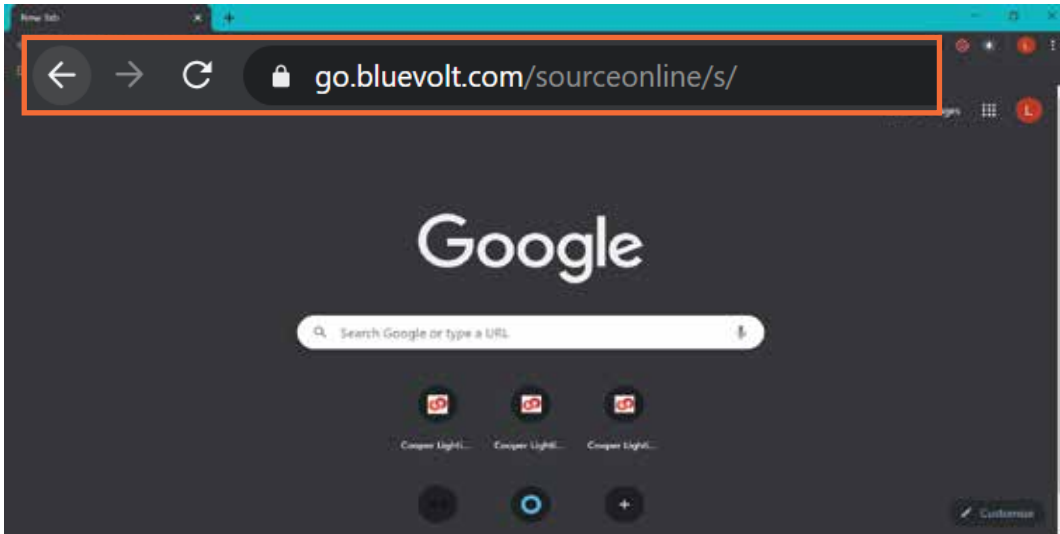 New Tab
go.bluevolt.com/sourceonline/s/
L
Google
Search Google or type a URL
Cooper Lighti... Cooper Lighti... Cooper Lighti...
Customize